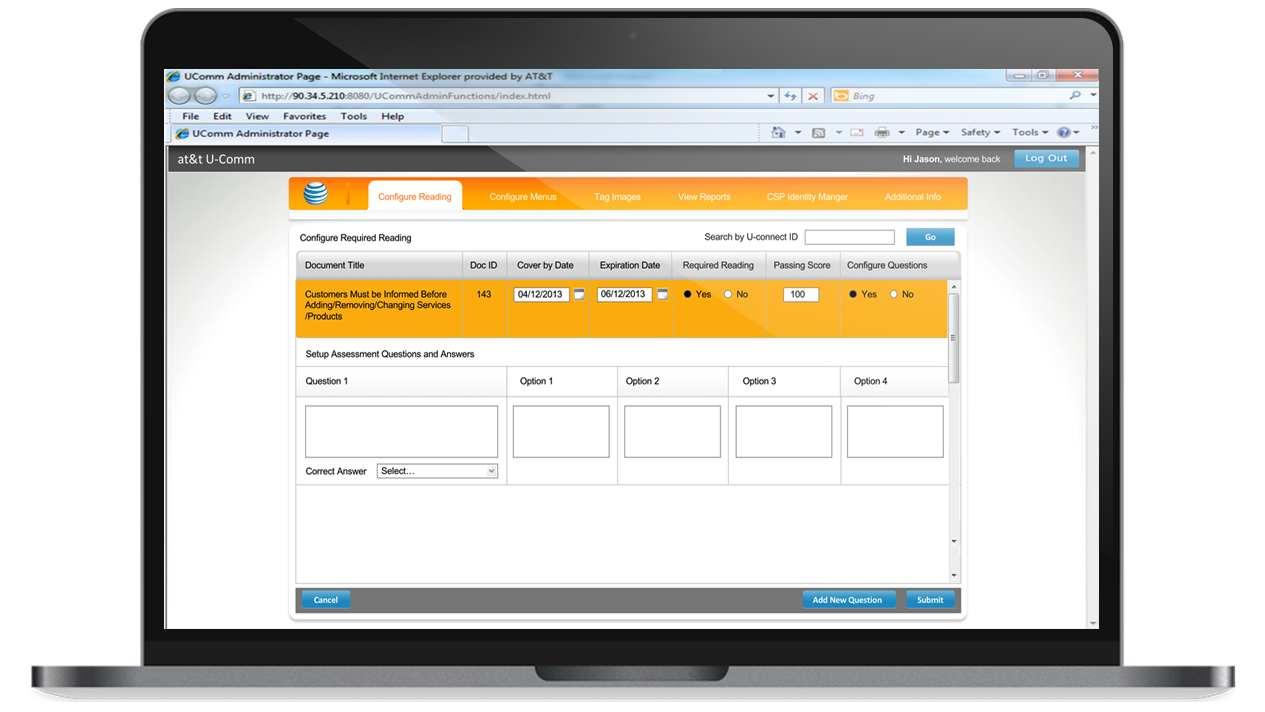 UComm Administrator Page - Microsoft Internet Explorer provided by AT&T
http://90.34.5.210:8080/UCommAdminFunctions/index.html
Bing
File Edit View Favorites Tools Help
UComm Administrator Page
Page Safety Tools
at&t U-Comm
Hi Jason, welcome back
Log Out
Configure Reading Configure Menus Tag Images View Reports CSP Identity Manger Additional Info
Configure Required Reading
Search by U-connect ID
Go
Document Title Doc ID Cover by Date Expiration Date Required Reading Passing Score Configure Questions
Customers Must be Informed Before
Adding/Removing/Changing Services
/Products
143 04/12/2013 06/12/2013 Yes No 100 Yes No
Setup Assessment Questions and Answers
Question 1 Option 1 Option 2 Option 3 Option 4
Correct Answer Select...
Cancel Add New Question Submit